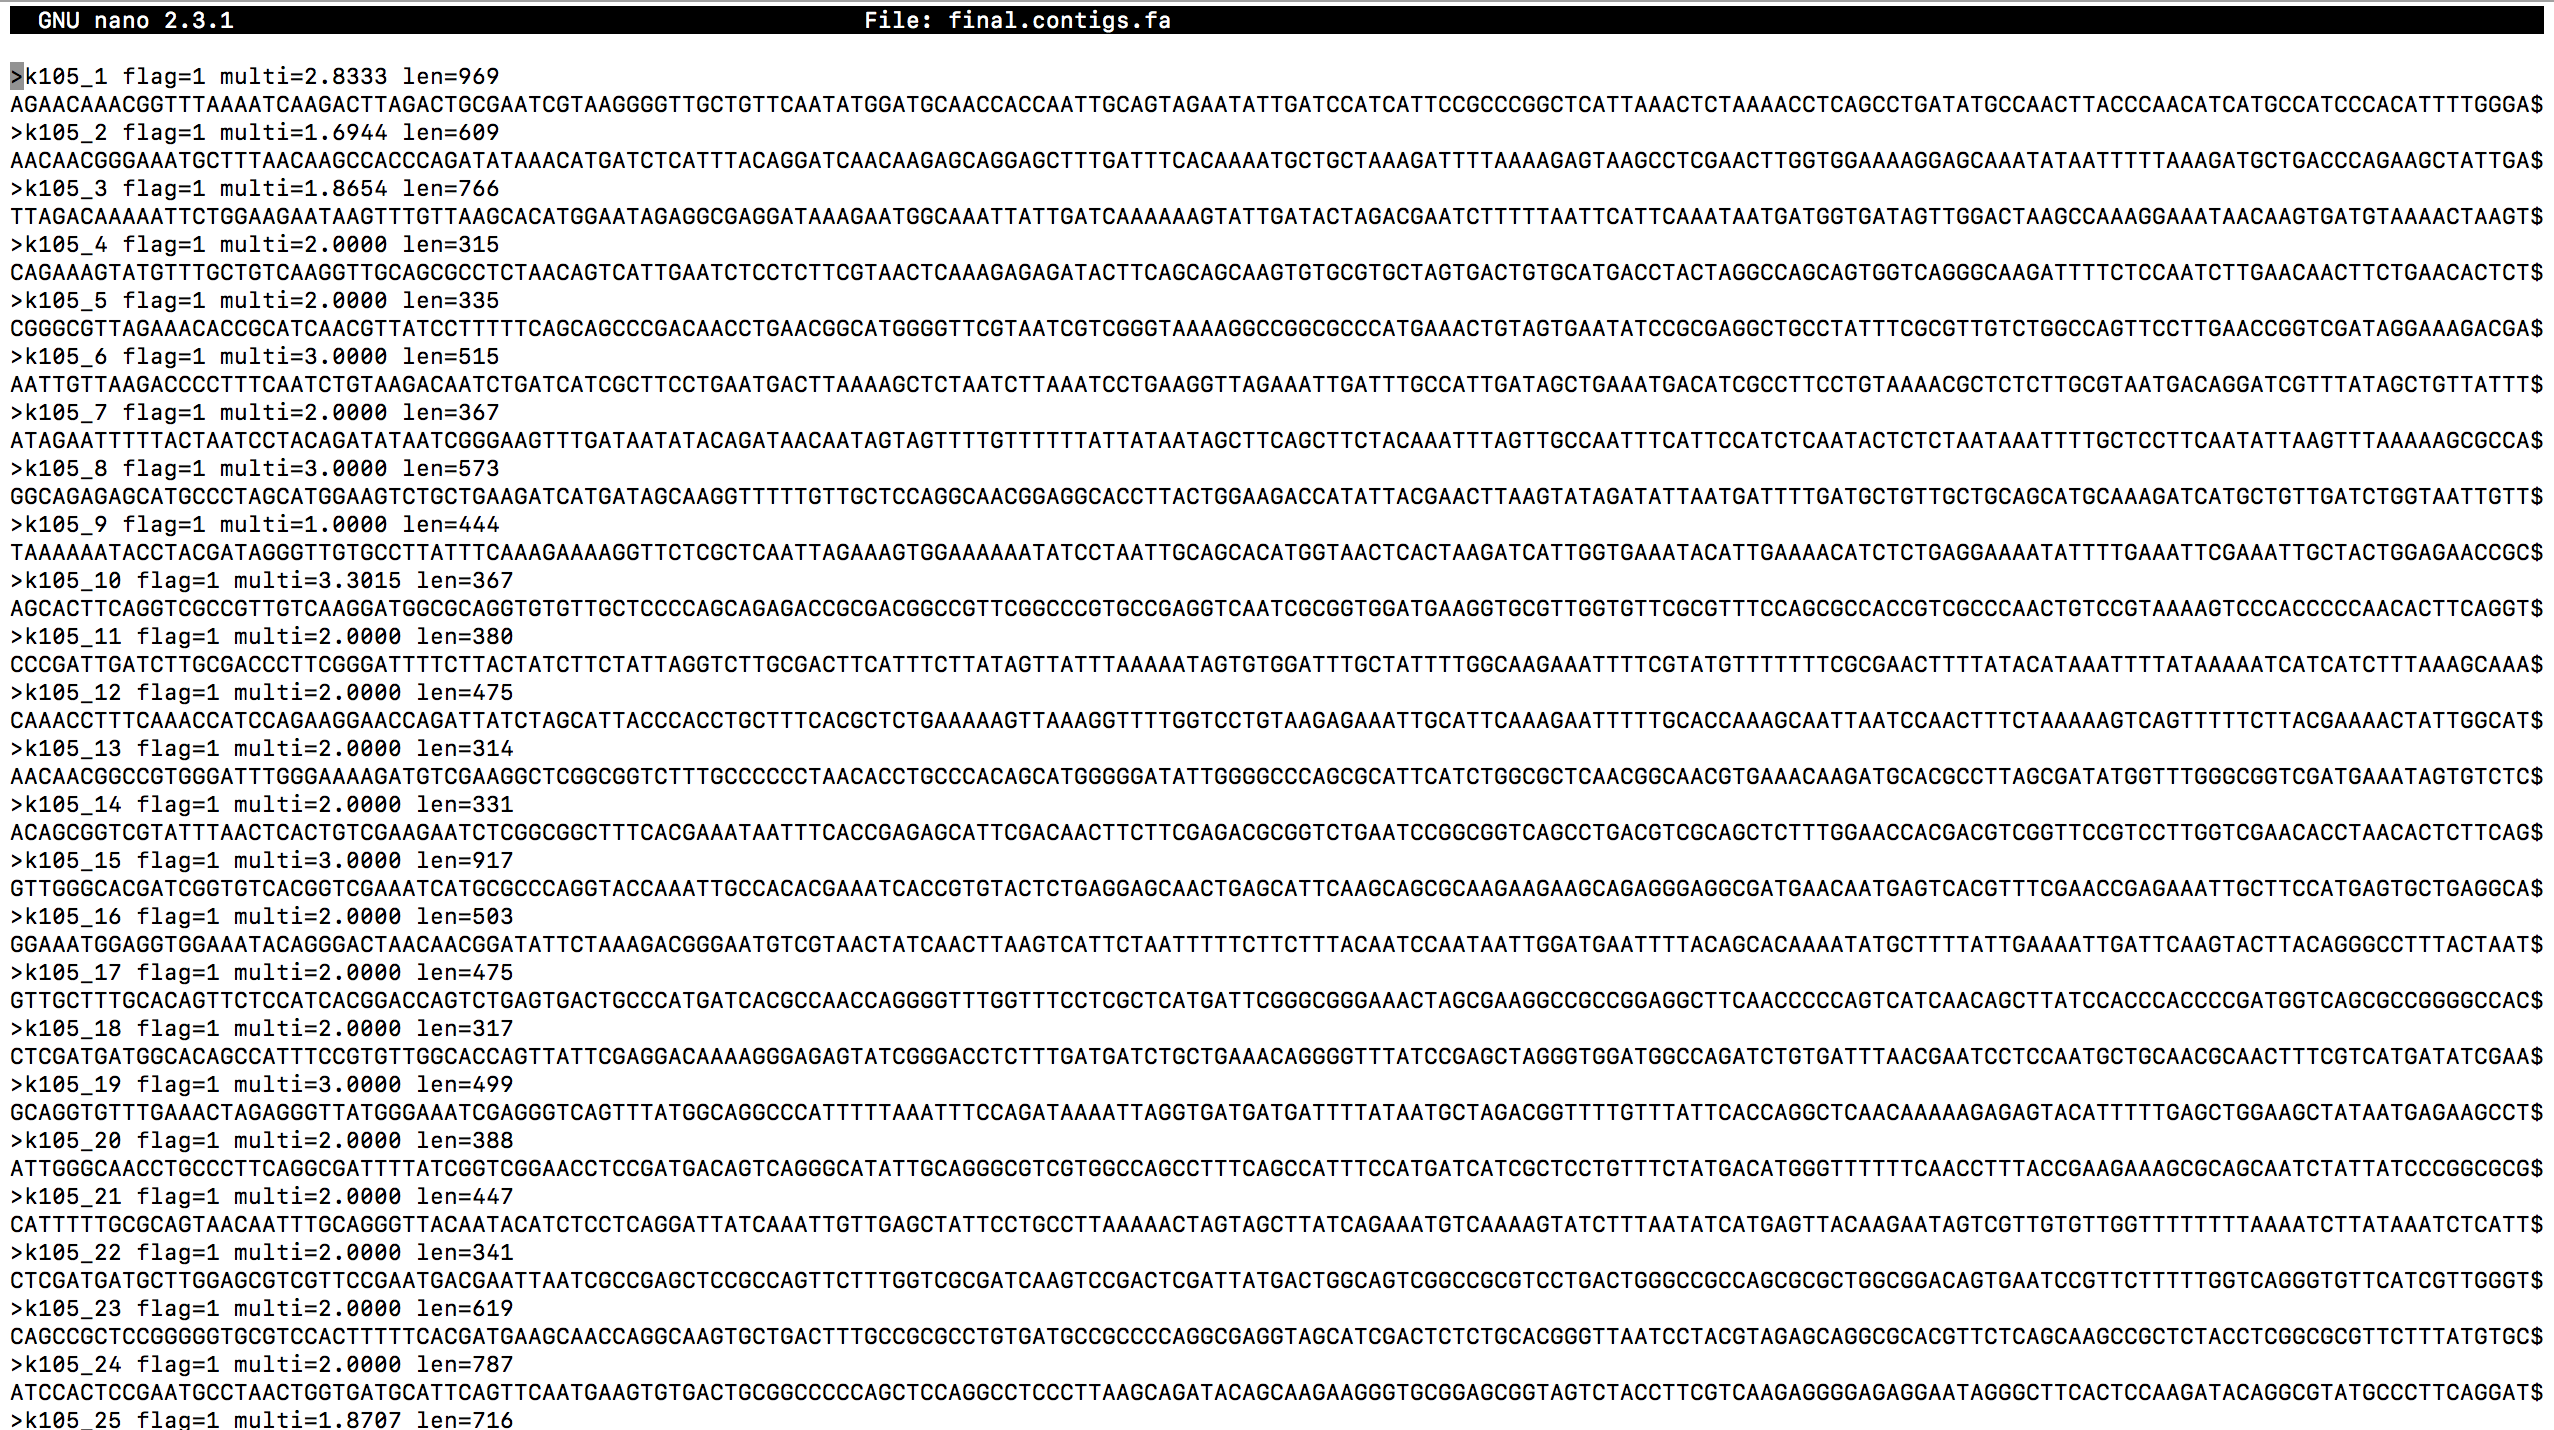 GNU nano 2.3.1 File: final.contigs.fa
>k105_1 flag=1 multi=2.8333 len=969
AGAACAAACGGTTTAAAATCAAGACTTAGACTGCGAATCGTAAGGGGTTGCTGTTCAATATGGATGCAACCACCAATTGCAGTAGAATATTGATCCATCATTCCGCCCGGCTCATTAAACTCTAAAACCTCAGCCTGATATGCCAACTTACCCAACATCATGCCATCCCACATTTTGGGA$
>k105_2 flag=1 multi=1.6944 len=609
AACAACGGGAAATGCTTTAACAAGCCACCCAGATATAAACATGATCTCATTTACAGGATCAACAAGAGCAGGAGCTTTGATTTCACAAAATGCTGCTAAAGATTTTAAAAGAGTAAGCCTCGAACTTGGTGGAAAAGGAGCAAATATAATTTTTAAAGATGCTGACCCAGAAGCTATTGA$
>k105_3 flag=1 multi=1.8654 len=766
TTAGACAAAAATTCTGGAAGAATAAGTTTGTTAAGCACATGGAATAGAGGCGAGGATAAAGAATGGCAAATTATTGATCAAAAAAGTATTGATACTAGACGAATCTTTTTAATTCATTCAAATAATGATGGTGATAGTTGGACTAAGCCAAAGGAAATAACAAGTGATGTAAAACTAAGT$
>k105_4 flag=1 multi=2.0000 len=315
CAGAAAGTATGTTTGCTGTCAAGGTTGCAGCGCCTCTAACAGTCATTGAATCTCCTCTTCGTAACTCAAAGAGAGATACTTCAGCAGCAAGTGTGCGTGCTAGTGACTGTGCATGACCTACTAGGCCAGCAGTGGTCAGGGCAAGATTTTCTCCAATCTTGAACAACTTCTGAACACTCT$
>k105_5 flag=1 multi=2.0000 len=335
CGGGCGTTAGAAACACCGCATCAACGTTATCCTTTTTCAGCAGCCCGACAACCTGAACGGCATGGGGTTCGTAATCGTCGGGTAAAAGGCCGGCGCCCATGAAACTGTAGTGAATATCCGCGAGGCTGCCTATTTCGCGTTGTCTGGCCAGTTCCTTGAACCGGTCGATAGGAAAGACGA$
>k105_6 flag=1 multi=3.0000 len=515
AATTGTTAAGACCCCTTTCAATCTGTAAGACAATCTGATCATCGCTTCCTGAATGACTTAAAAGCTCTAATCTTAAATCCTGAAGGTTAGAAATTGATTTGCCATTGATAGCTGAAATGACATCGCCTTCCTGTAAAACGCTCTCTTGCGTAATGACAGGATCGTTTATAGCTGTTATTT$
>k105_7 flag=1 multi=2.0000 len=367
ATAGAATTTTTACTAATCCTACAGATATAATCGGGAAGTTTGATAATATACAGATAACAATAGTAGTTTTGTTTTTTATTATAATAGCTTCAGCTTCTACAAATTTAGTTGCCAATTTCATTCCATCTCAATACTCTCTAATAAATTTTGCTCCTTCAATATTAAGTTTAAAAAGCGCCA$
>k105_8 flag=1 multi=3.0000 len=573
GGCAGAGAGCATGCCCTAGCATGGAAGTCTGCTGAAGATCATGATAGCAAGGTTTTTGTTGCTCCAGGCAACGGAGGCACCTTACTGGAAGACCATATTACGAACTTAAGTATAGATATTAATGATTTTGATGCTGTTGCTGCAGCATGCAAAGATCATGCTGTTGATCTGGTAATTGTT$
>k105_9 flag=1 multi=1.0000 len=444
TAAAAAATACCTACGATAGGGTTGTGCCTTATTTCAAAGAAAAGGTTCTCGCTCAATTAGAAAGTGGAAAAAATATCCTAATTGCAGCACATGGTAACTCACTAAGATCATTGGTGAAATACATTGAAAACATCTCTGAGGAAAATATTTTGAAATTCGAAATTGCTACTGGAGAACCGC$
>k105_10 flag=1 multi=3.3015 len=367
AGCACTTCAGGTCGCCGTTGTCAAGGATGGCGCAGGTGTGTTGCTCCCCAGCAGAGACCGCGACGGCCGTTCGGCCCGTGCCGAGGTCAATCGCGGTGGATGAAGGTGCGTTGGTGTTCGCGTTTCCAGCGCCACCGTCGCCCAACTGTCCGTAAAAGTCCCACCCCCAACACTTCAGGT$
>k105_11 flag=1 multi=2.0000 len=380
CCCGATTGATCTTGCGACCCTTCGGGATTTTCTTACTATCTTCTATTAGGTCTTGCGACTTCATTTCTTATAGTTATTTAAAAATAGTGTGGATTTGCTATTTTGGCAAGAAATTTTCGTATGTTTTTTTCGCGAACTTTTATACATAAATTTTATAAAAATCATCATCTTTAAAGCAAA$
>k105_12 flag=1 multi=2.0000 len=475
CAAACCTTTCAAACCATCCAGAAGGAACCAGATTATCTAGCATTACCCACCTGCTTTCACGCTCTGAAAAAGTTAAAGGTTTTGGTCCTGTAAGAGAAATTGCATTCAAAGAATTTTTGCACCAAAGCAATTAATCCAACTTTCTAAAAAGTCAGTTTTTCTTACGAAAACTATTGGCAT$
>k105_13 flag=1 multi=2.0000 len=314
AACAACGGCCGTGGGATTTGGGAAAAGATGTCGAAGGCTCGGCGGTCTTTGCCCCCCTAACACCTGCCCACAGCATGGGGGATATTGGGGCCCAGCGCATTCATCTGGCGCTCAACGGCAACGTGAAACAAGATGCACGCCTTAGCGATATGGTTTGGGCGGTCGATGAAATAGTGTCTC$
>k105_14 flag=1 multi=2.0000 len=331
ACAGCGGTCGTATTTAACTCACTGTCGAAGAATCTCGGCGGCTTTCACGAAATAATTTCACCGAGAGCATTCGACAACTTCTTCGAGACGCGGTCTGAATCCGGCGGTCAGCCTGACGTCGCAGCTCTTTGGAACCACGACGTCGGTTCCGTCCTTGGTCGAACACCTAACACTCTTCAG$
>k105_15 flag=1 multi=3.0000 len=917
GTTGGGCACGATCGGTGTCACGGTCGAAATCATGCGCCCAGGTACCAAATTGCCACACGAAATCACCGTGTACTCTGAGGAGCAACTGAGCATTCAAGCAGCGCAAGAAGAAGCAGAGGGAGGCGATGAACAATGAGTCACGTTTCGAACCGAGAAATTGCTTCCATGAGTGCTGAGGCA$
>k105_16 flag=1 multi=2.0000 len=503
GGAAATGGAGGTGGAAATACAGGGACTAACAACGGATATTCTAAAGACGGGAATGTCGTAACTATCAACTTAAGTCATTCTAATTTTTCTTCTTTACAATCCAATAATTGGATGAATTTTACAGCACAAAATATGCTTTTATTGAAAATTGATTCAAGTACTTACAGGGCCTTTACTAAT$
>k105_17 flag=1 multi=2.0000 len=475
GTTGCTTTGCACAGTTCTCCATCACGGACCAGTCTGAGTGACTGCCCATGATCACGCCAACCAGGGGTTTGGTTTCCTCGCTCATGATTCGGGCGGGAAACTAGCGAAGGCCGCCGGAGGCTTCAACCCCCAGTCATCAACAGCTTATCCACCCACCCCGATGGTCAGCGCCGGGGCCAC$
>k105_18 flag=1 multi=2.0000 len=317
CTCGATGATGGCACAGCCATTTCCGTGTTGGCACCAGTTATTCGAGGACAAAAGGGAGAGTATCGGGACCTCTTTGATGATCTGCTGAAACAGGGGTTTATCCGAGCTAGGGTGGATGGCCAGATCTGTGATTTAACGAATCCTCCAATGCTGCAACGCAACTTTCGTCATGATATCGAA$
>k105_19 flag=1 multi=3.0000 len=499
GCAGGTGTTTGAAACTAGAGGGTTATGGGAAATCGAGGGTCAGTTTATGGCAGGCCCATTTTTAAATTTCCAGATAAAATTAGGTGATGATGATTTTATAATGCTAGACGGTTTTGTTTATTCACCAGGCTCAACAAAAAGAGAGTACATTTTTGAGCTGGAAGCTATAATGAGAAGCCT$
>k105_20 flag=1 multi=2.0000 len=388
ATTGGGCAACCTGCCCTTCAGGCGATTTTATCGGTCGGAACCTCCGATGACAGTCAGGGCATATTGCAGGGCGTCGTGGCCAGCCTTTCAGCCATTTCCATGATCATCGCTCCTGTTTCTATGACATGGGTTTTTTCAACCTTTACCGAAGAAAGCGCAGCAATCTATTATCCCGGCGCG$
>k105_21 flag=1 multi=2.0000 len=447
CATTTTTGCGCAGTAACAATTTGCAGGGTTACAATACATCTCCTCAGGATTATCAAATTGTTGAGCTATTCCTGCCTTAAAAACTAGTAGCTTATCAGAAATGTCAAAAGTATCTTTAATATCATGAGTTACAAGAATAGTCGTTGTGTTGGTTTTTTTTAAAATCTTATAAATCTCATT$
>k105_22 flag=1 multi=2.0000 len=341
CTCGATGATGCTTGGAGCGTCGTTCCGAATGACGAATTAATCGCCGAGCTCCGCCAGTTCTTTGGTCGCGATCAAGTCCGACTCGATTATGACTGGCAGTCGGCCGCGTCCTGACTGGGCCGCCAGCGCGCTGGCGGACAGTGAATCCGTTCTTTTTGGTCAGGGTGTTCATCGTTGGGT$
>k105_23 flag=1 multi=2.0000 len=619
CAGCCGCTCCGGGGGTGCGTCCACTTTTTCACGATGAAGCAACCAGGCAAGTGCTGACTTTGCCGCGCCTGTGATGCCGCCCCAGGCGAGGTAGCATCGACTCTCTGCACGGGTTAATCCTACGTAGAGCAGGCGCACGTTCTCAGCAAGCCGCTCTACCTCGGCGCGTTCTTTATGTGC$
>k105_24 flag=1 multi=2.0000 len=787
ATCCACTCCGAATGCCTAACTGGTGATGCATTCAGTTCAATGAAGTGTGACTGCGGCCCCCAGCTCCAGGCCTCCCTTAAGCAGATACAGCAAGAAGGGTGCGGAGCGGTAGTCTACCTTCGTCAAGAGGGGAGAGGAATAGGGCTTCACTCCAAGATACAGGCGTATGCCCTTCAGGAT$
>k105_25 flag=1 multi=1.8707 len=716